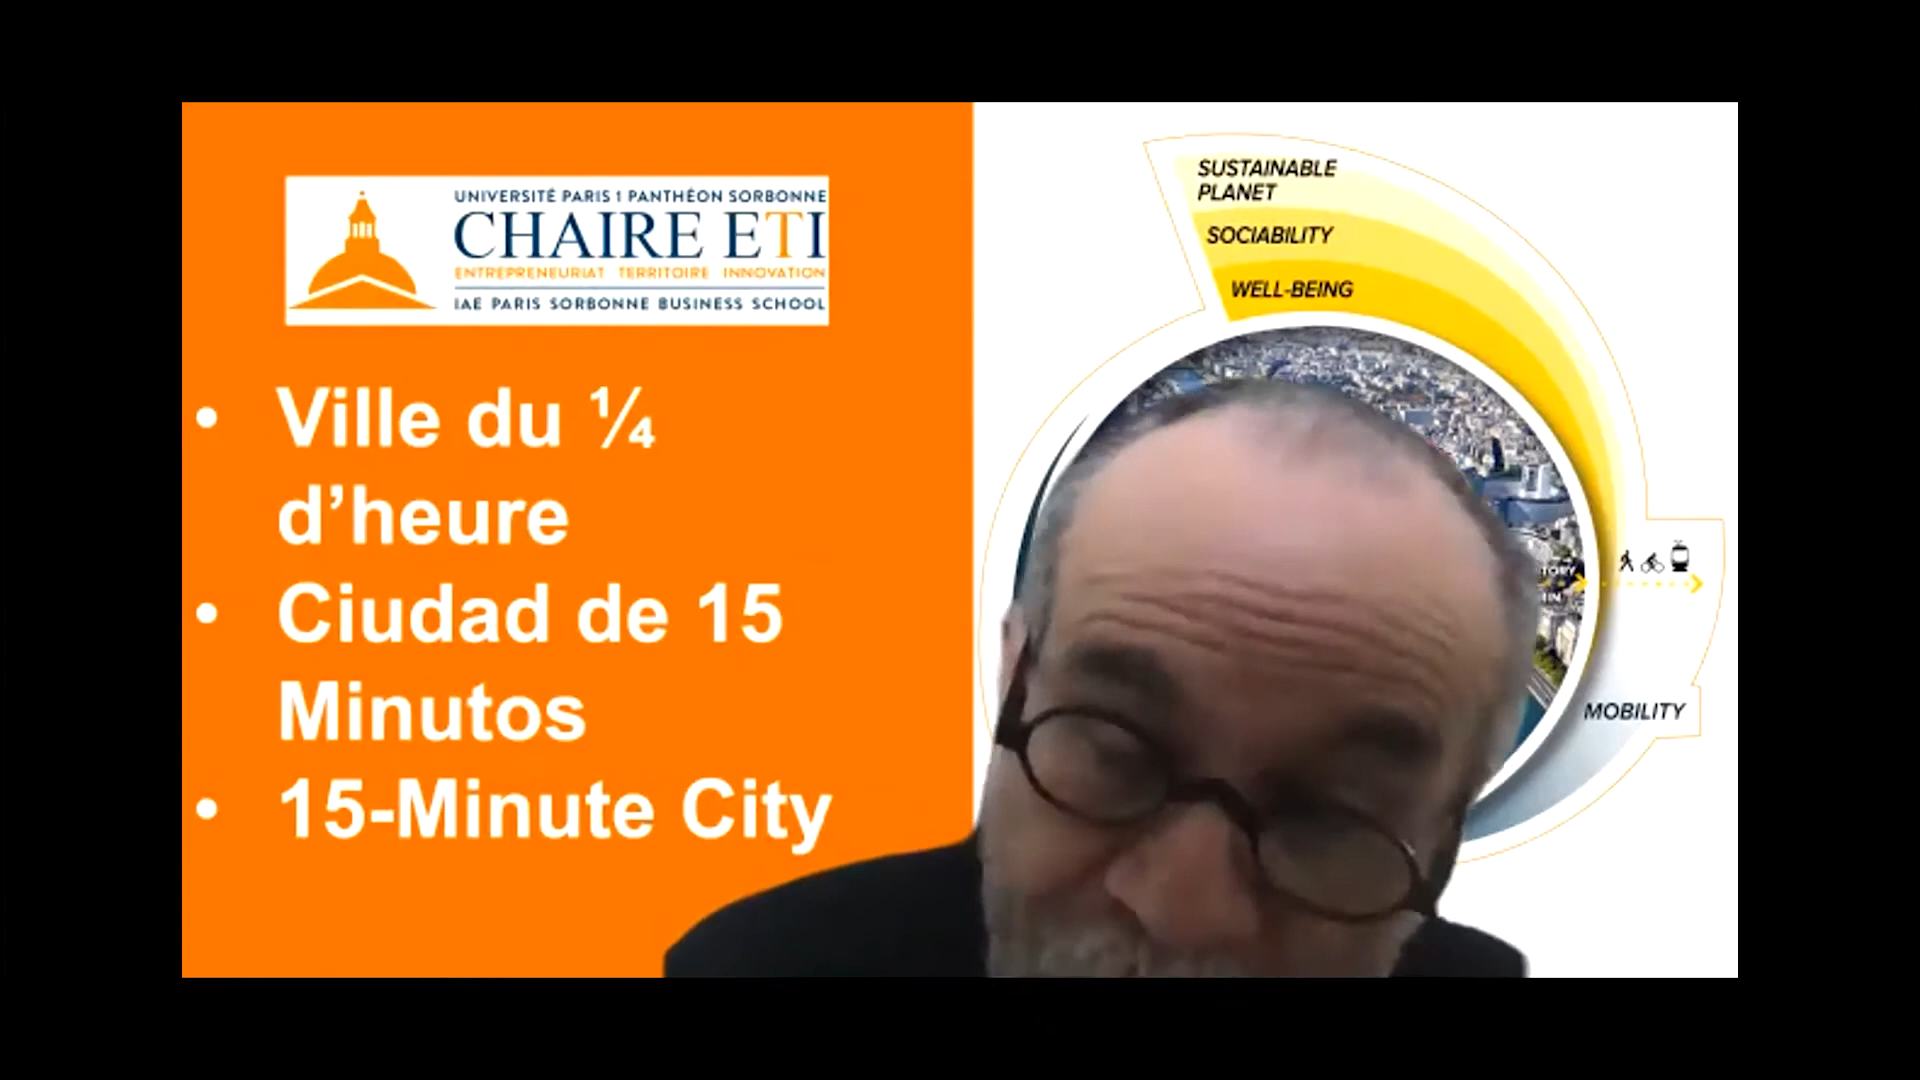 UNIVERSITÉ PARIS 1 PANTHÉON SORBONNE
CHAIRE ETI
ENTREPRENEURIAT TERRITOIRE INNOVATION
IAE PARIS SORBONNE BUSINESS SCHOOL
• Ville du ¼
d’heure
• Ciudad de 15
Minutos
• 15-Minute City
SUSTAINABLE
PLANET
SOCIABILITY
WELL-BEING
MOBILITY